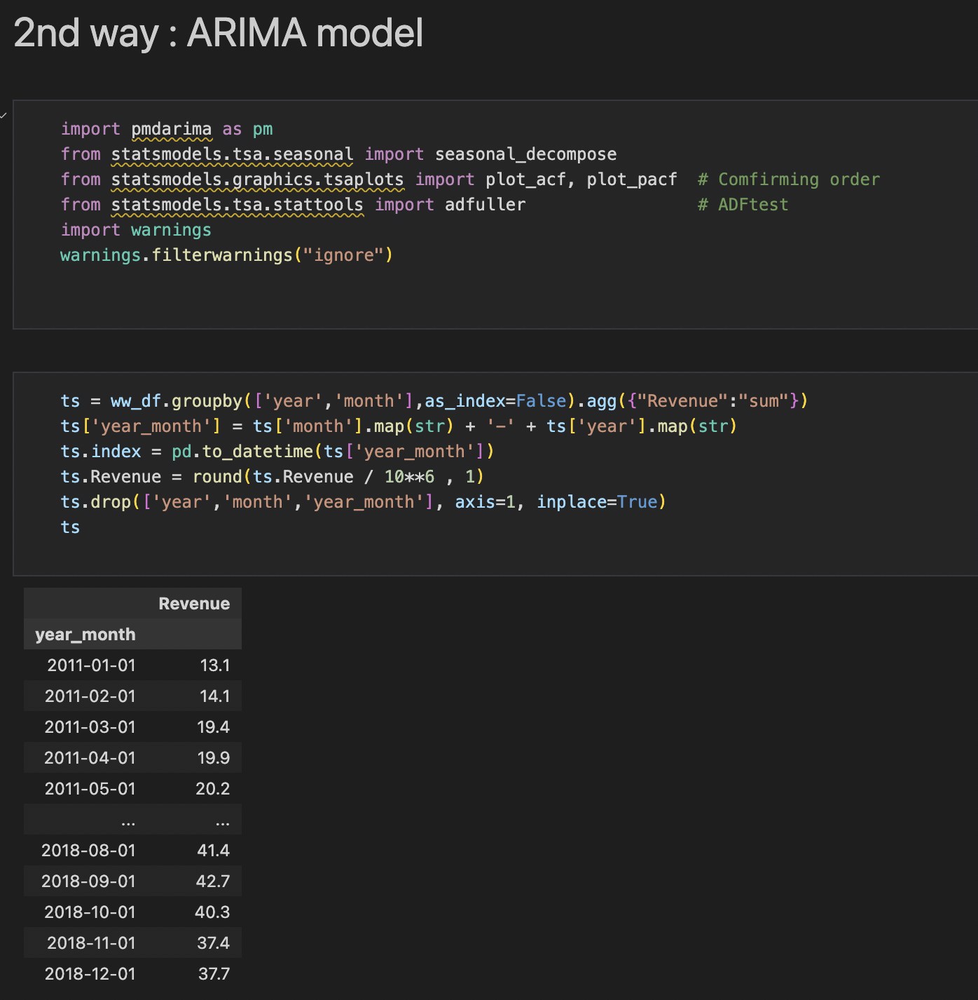 2nd way : ARIMA model
import pmdarima as pm
from statsmodels.tsa.seasonal import seasonal_decompose
from statsmodels.graphics.tsaplots import plot_acf, plot_pacf  # Comfirming order
from statsmodels.tsa.stattools import adfuller                 # ADFtest
import warnings
warnings.filterwarnings("ignore")
ts = ww_df.groupby(['year','month'],as_index=False).agg({"Revenue":"sum"})
ts['year_month'] = ts['month'].map(str) + '-' + ts['year'].map(str)
ts.index = pd.to_datetime(ts['year_month'])
ts.Revenue = round(ts.Revenue / 10**6 , 1)
ts.drop(['year','month','year_month'], axis=1, inplace=True)
ts
Revenue
year_month
2011-01-01 13.1
2011-02-01 14.1
2011-03-01 19.4
2011-04-01 19.9
2011-05-01 20.2
... ...
2018-08-01 41.4
2018-09-01 42.7
2018-10-01 40.3
2018-11-01 37.4
2018-12-01 37.7